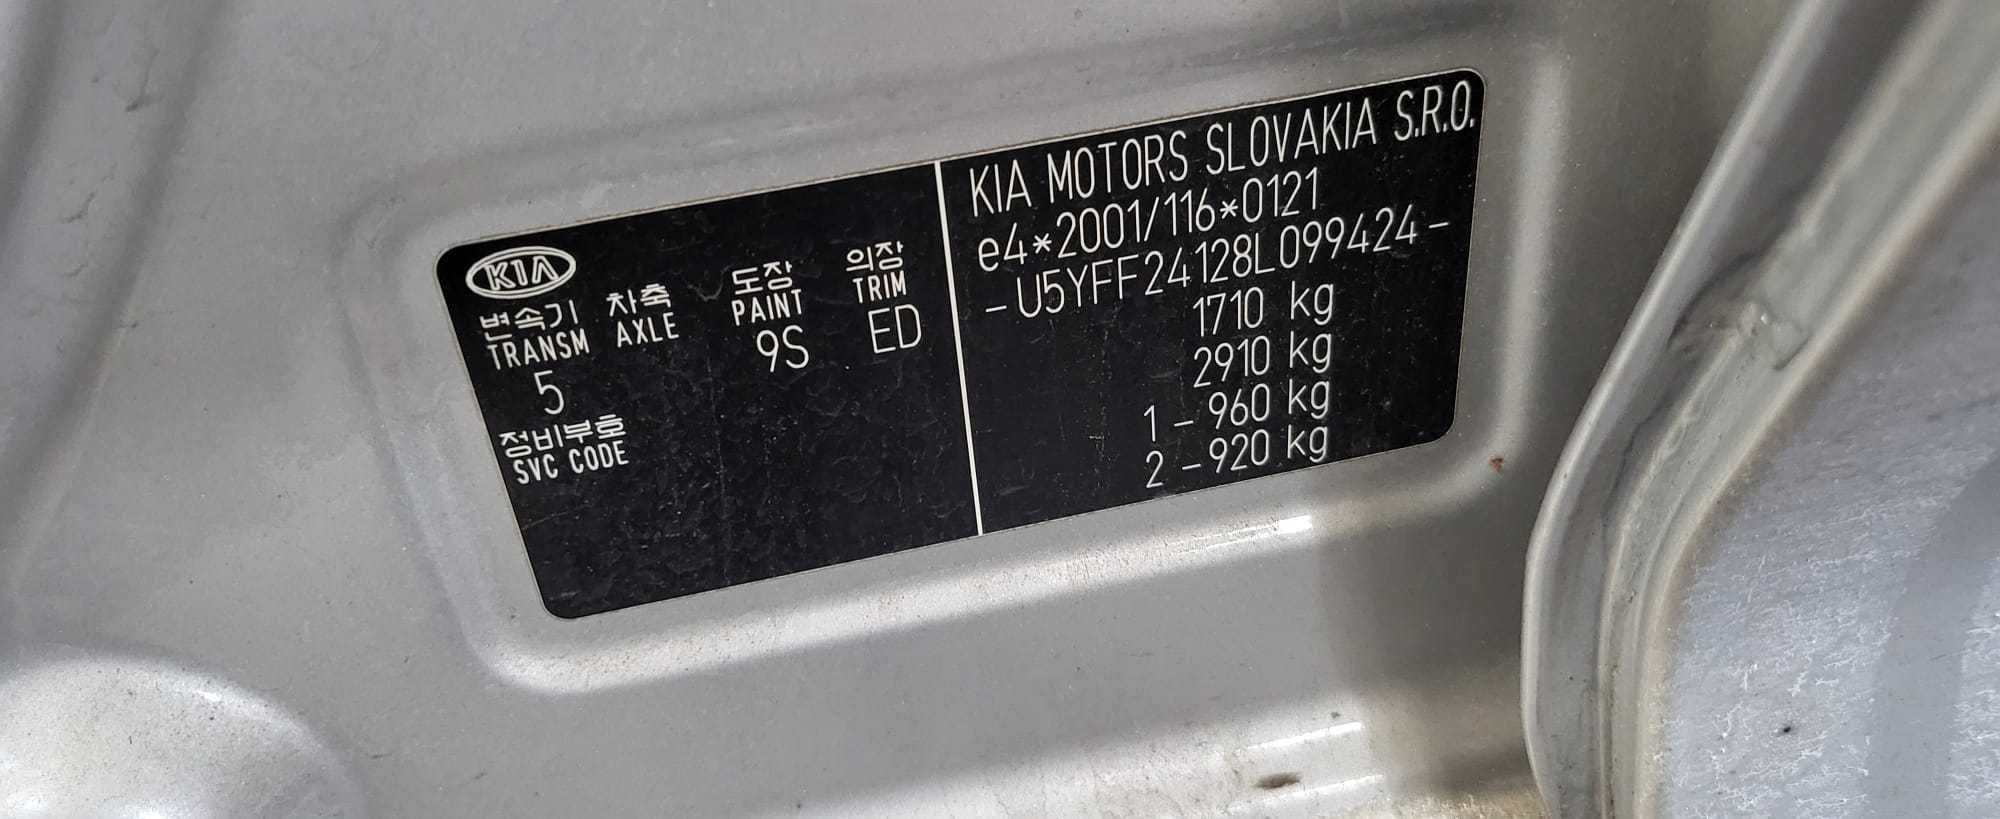 KIA
변속기 차축 도장 의장
TRANSM AXLE PAINT TRIM
5 9S ED
정비부호
SVC CODE
KIA MOTORS SLOVAKIA S.R.O.
e4*2001/116*0121
-U5YFF24128L099424-
1710 kg
2910 kg
1 - 960 kg
2 - 920 kg